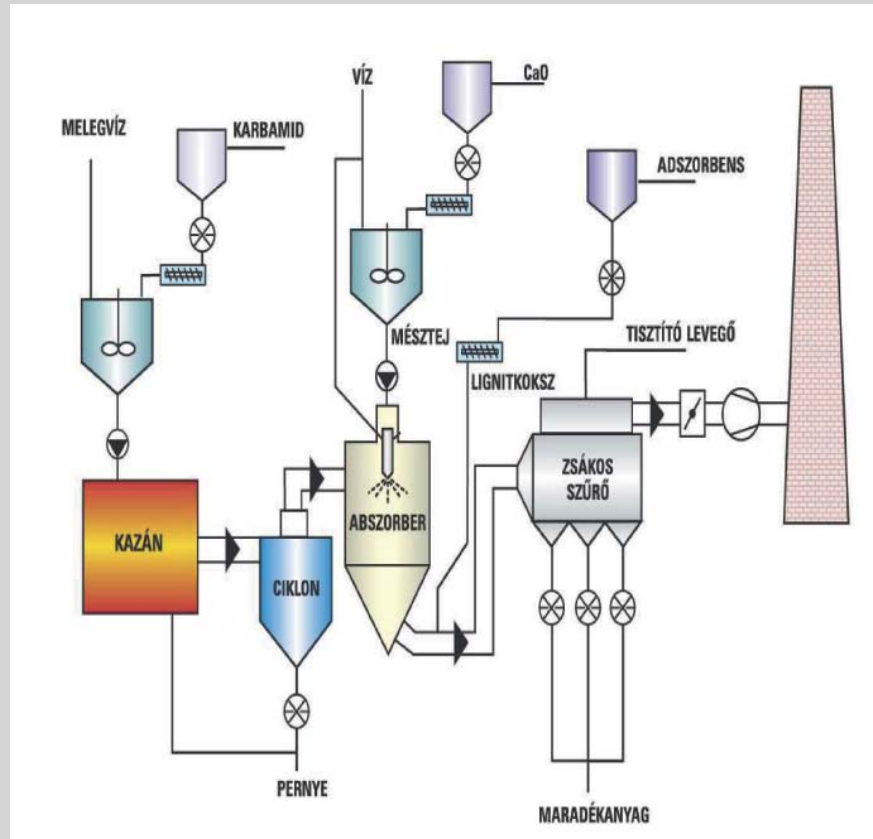 VÍZ
CaO
MELEGVÍZ
KARBAMID
ADSZORBENS
MÉSZTEJ
TISZTÍTÓ LEVEGŐ
LIGNITKOKSZ
ZSÁKOS
SZŰRŐ
ABSZORBER
KAZÁN
CIKLON
PERNYE
MARADÉKANYAG